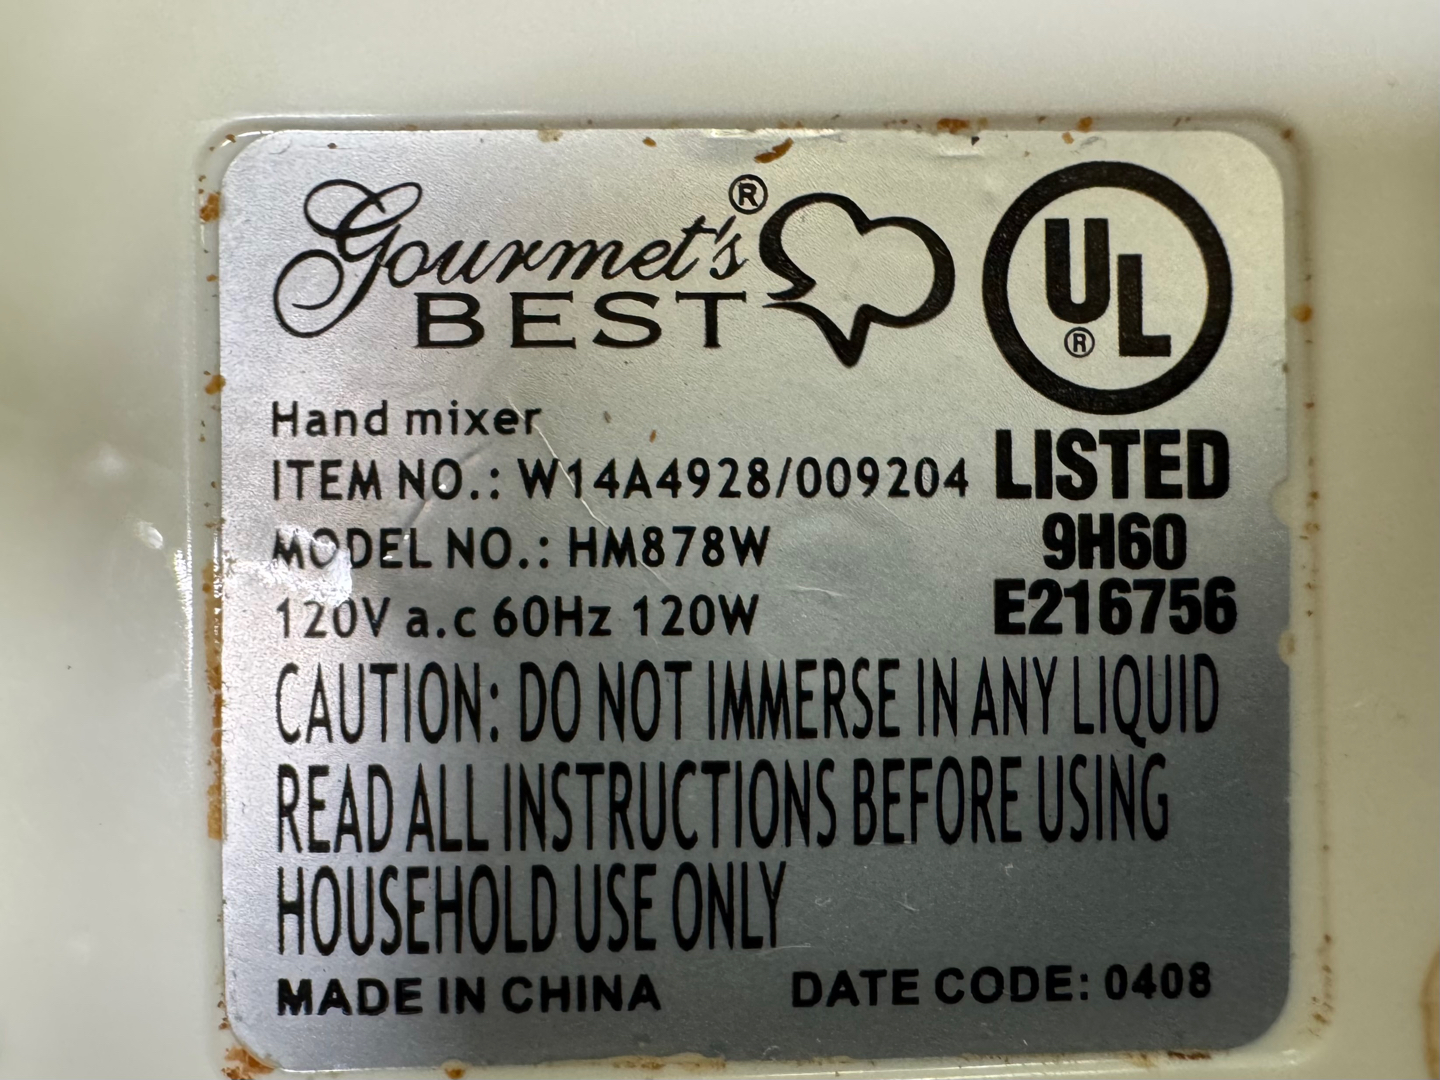 Gourmet's®
BEST
UL®
LISTED
9H60
E216756
Hand mixer
ITEM NO.: W14A4928/009204
MODEL NO.: HM878W
120V a.c 60Hz 120W
CAUTION: DO NOT IMMERSE IN ANY LIQUID
READ ALL INSTRUCTIONS BEFORE USING
HOUSEHOLD USE ONLY
MADE IN CHINA DATE CODE: 0408